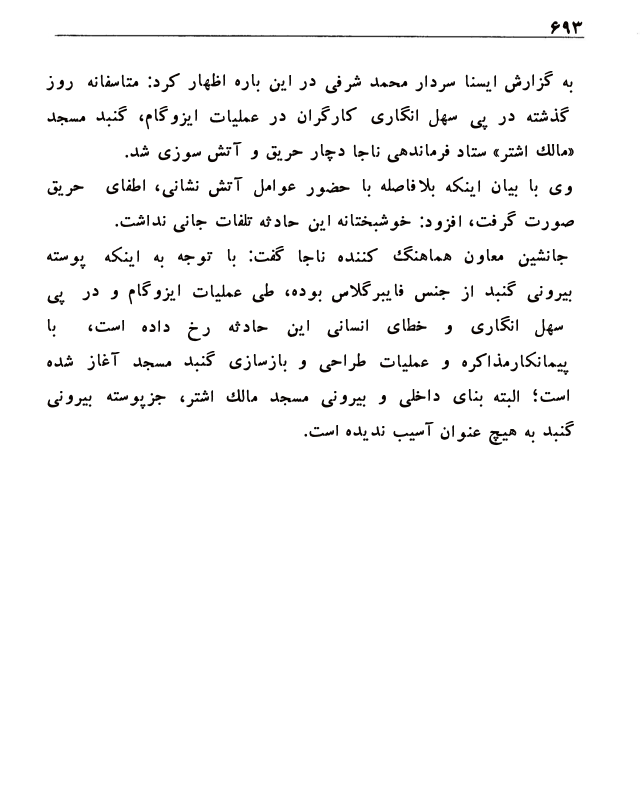 ۶۹۳
به گزارش ایسنا سردار محمد شرفی در این باره اظهار کرد: متاسفانه روز
گذشته در پی سهل انگاری کارگران در عملیات ایزوگام، گنبد مسجد
«مالك اشتر» ستاد فرماندهی ناجا دچار حریق و آتش سوزی شد.
وی با بیان اینکه بلافاصله با حضور عوامل آتش نشانی، اطفای حریق
صورت گرفت، افزود: خوشبختانه این حادثه تلفات جانی نداشت.
جانشین معاون هماهنگ کننده ناجا گفت: با توجه به اینکه پوسته
بیرونی گنبد از جنس فایبرگلاس بوده، طی عملیات ایزوگام و در پی
سهل انگاری و خطای انسانی این حادثه رخ داده است، با
پیمانکارمذاکره و عملیات طراحی و بازسازی گنبد مسجد آغاز شده
است؛ البته بنای داخلی و بیرونی مسجد مالك اشتر، جزپوسته بیرونی
گنبد به هیچ عنوان آسیب ندیده است.